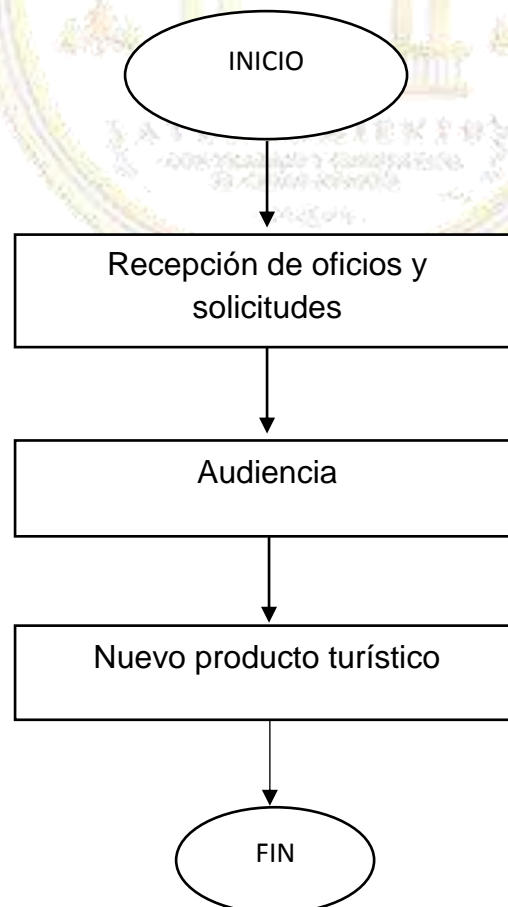 INICIO
Recepción de oficios y
solicitudes
Audiencia
Nuevo producto turístico
FIN